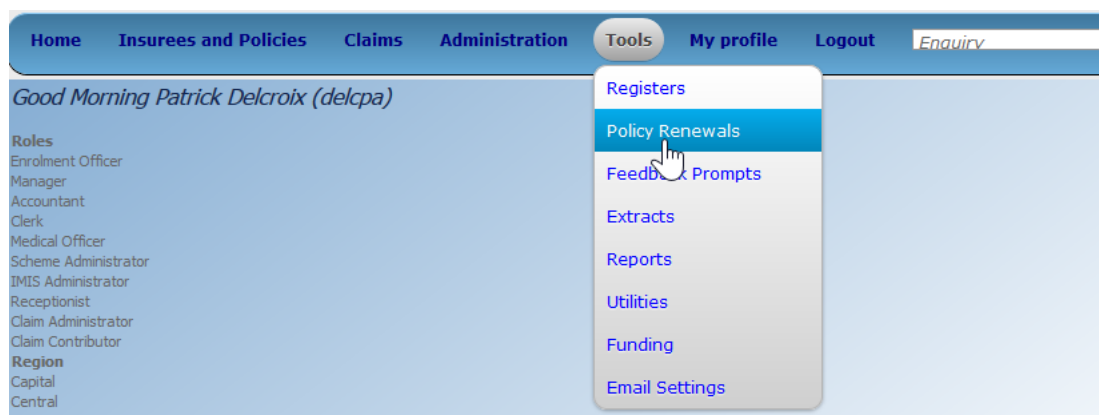 Home Insurees and Policies Claims Administration Tools My profile Logout Enquiry
Good Morning Patrick Delcroix (delcpa)
Roles
Enrolment Officer
Manager
Accountant
Clerk
Medical Officer
Scheme Administrator
IMIS Administrator
Receptionist
Claim Administrator
Claim Contributor
Region
Capital
Central
Registers
Policy Renewals
Feedback Prompts
Extracts
Reports
Utilities
Funding
Email Settings